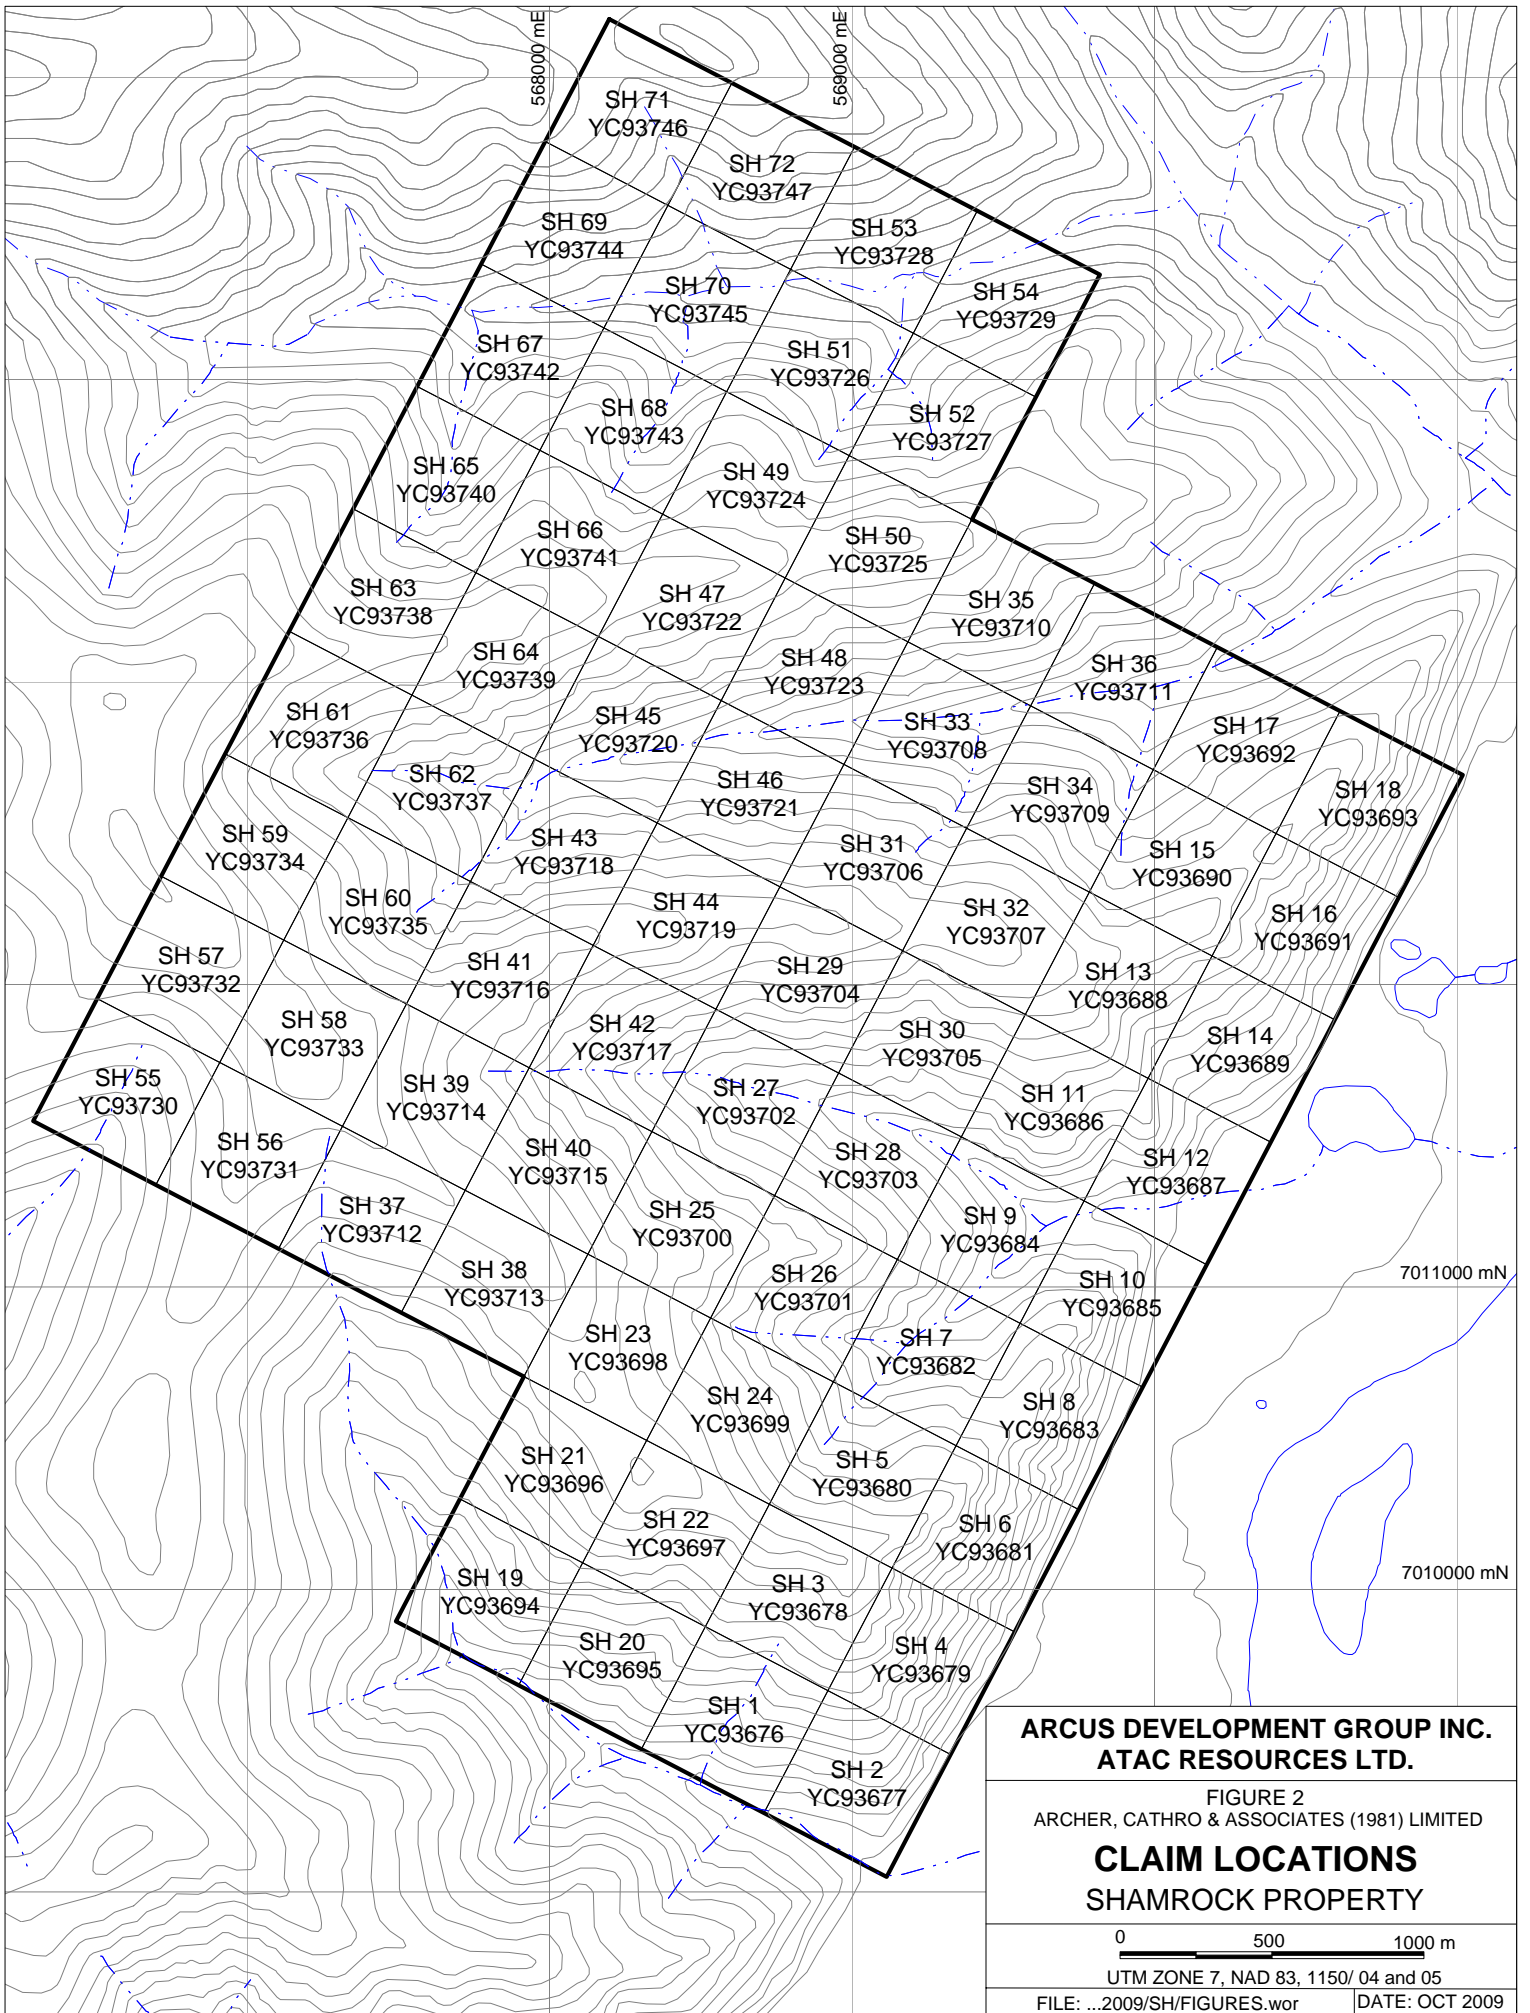 568000 mE
569000 mE
SH 71
YC93746
SH 72
YC93747
SH 69
YC93744
SH 53
YC93728
SH 70
YC93745
SH 54
YC93729
SH 67
YC93742
SH 51
YC93726
SH 68
YC93743
SH 52
YC93727
SH 65
YC93740
SH 49
YC93724
SH 66
YC93741
SH 50
YC93725
SH 63
YC93738
SH 47
YC93722
SH 35
YC93710
SH 64
YC93739
SH 48
YC93723
SH 36
YC93711
SH 61
YC93736
SH 45
YC93720
SH 33
YC93708
SH 17
YC93692
SH 62
YC93737
SH 46
YC93721
SH 34
YC93709
SH 18
YC93693
SH 59
YC93734
SH 43
YC93718
SH 31
YC93706
SH 15
YC93690
SH 60
YC93735
SH 44
YC93719
SH 32
YC93707
SH 16
YC93691
SH 57
YC93732
SH 41
YC93716
SH 29
YC93704
SH 13
YC93688
SH 58
YC93733
SH 42
YC93717
SH 30
YC93705
SH 14
YC93689
SH 55
YC93730
SH 39
YC93714
SH 27
YC93702
SH 11
YC93686
SH 56
YC93731
SH 40
YC93715
SH 28
YC93703
SH 12
YC93687
SH 37
YC93712
SH 25
YC93700
SH 9
YC93684
SH 38
YC93713
SH 26
YC93701
SH 10
YC93685
7011000 mN
SH 23
YC93698
SH 7
YC93682
SH 24
YC93699
SH 8
YC93683
SH 21
YC93696
SH 5
YC93680
SH 22
YC93697
SH 6
YC93681
7010000 mN
SH 19
YC93694
SH 3
YC93678
SH 20
YC93695
SH 4
YC93679
SH 1
YC93676
SH 2
YC93677
ARCUS DEVELOPMENT GROUP INC.
ATAC RESOURCES LTD.
FIGURE 2
ARCHER, CATHRO & ASSOCIATES (1981) LIMITED
CLAIM LOCATIONS
SHAMROCK PROPERTY
0 500 1000 m
UTM ZONE 7, NAD 83, 1150/ 04 and 05
FILE: ...2009/SH/FIGURES.wor DATE: OCT 2009